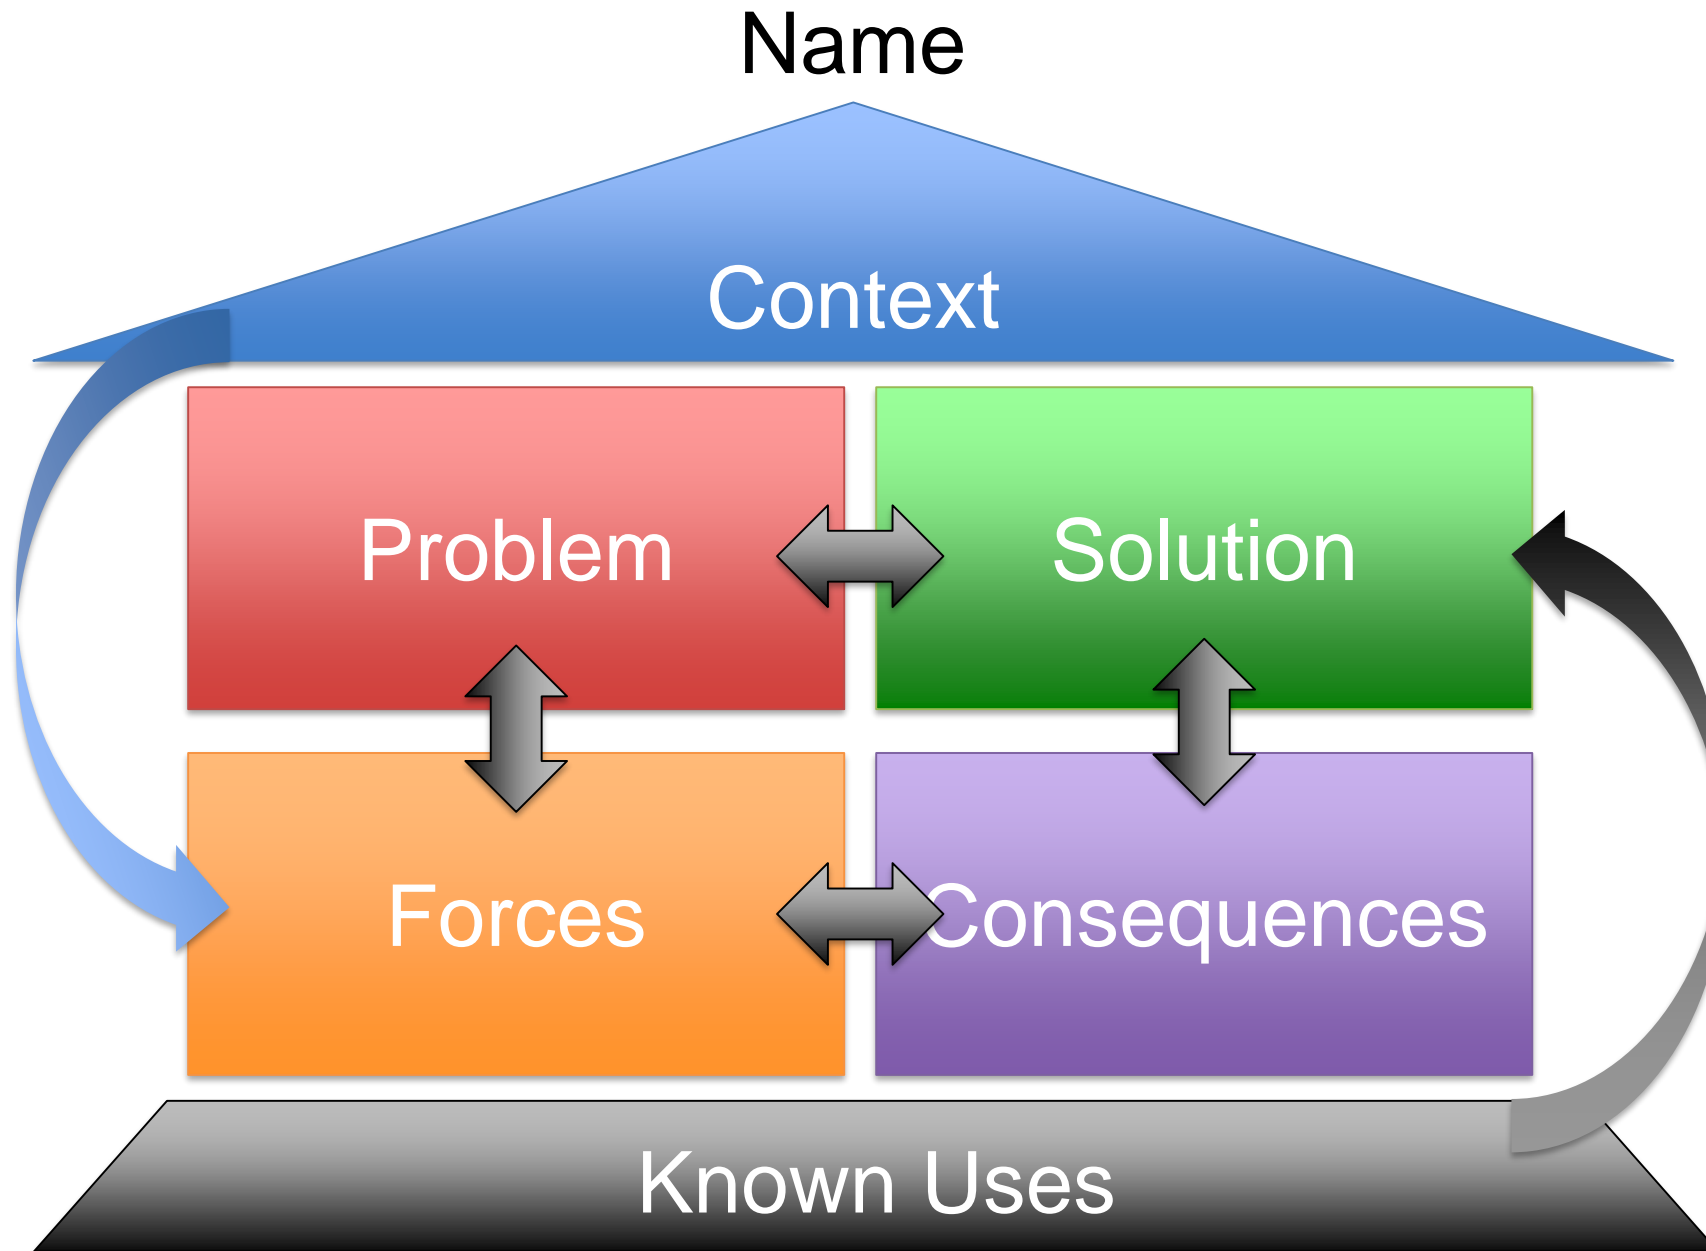 Name
Context
Problem
Solution
Forces
Consequences
Known Uses